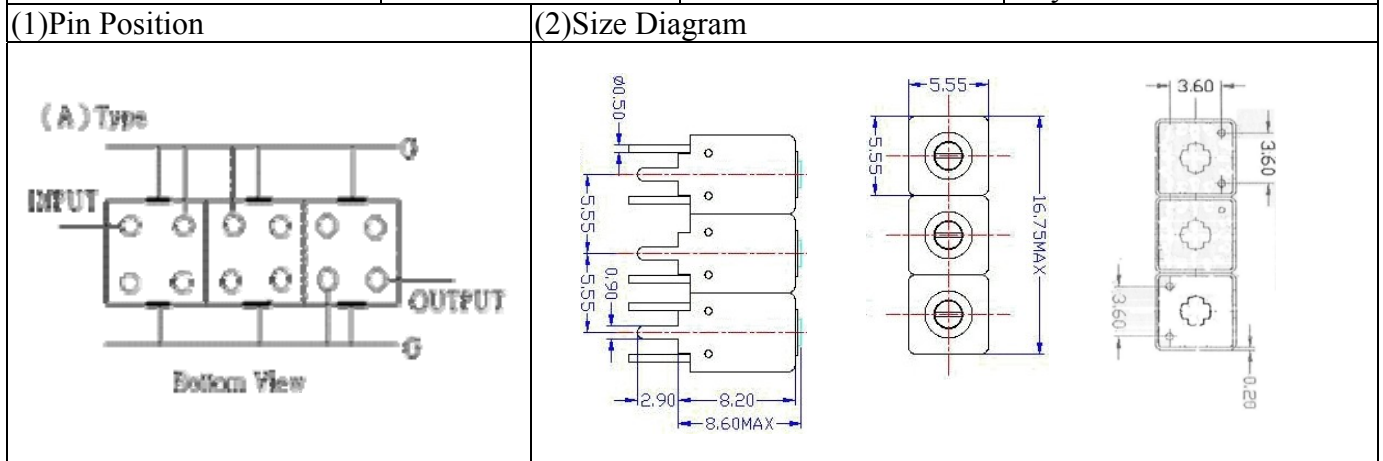 (1)Pin Position
(2)Size Diagram
(A)Type
INPUT
OUTPUT
G
G
Bottom View
ø0.50
5.55
5.55
0.90
2.90
8.20
8.60MAX
5.55
5.55
16.75MAX
3.60
3.60
3.60
0.20